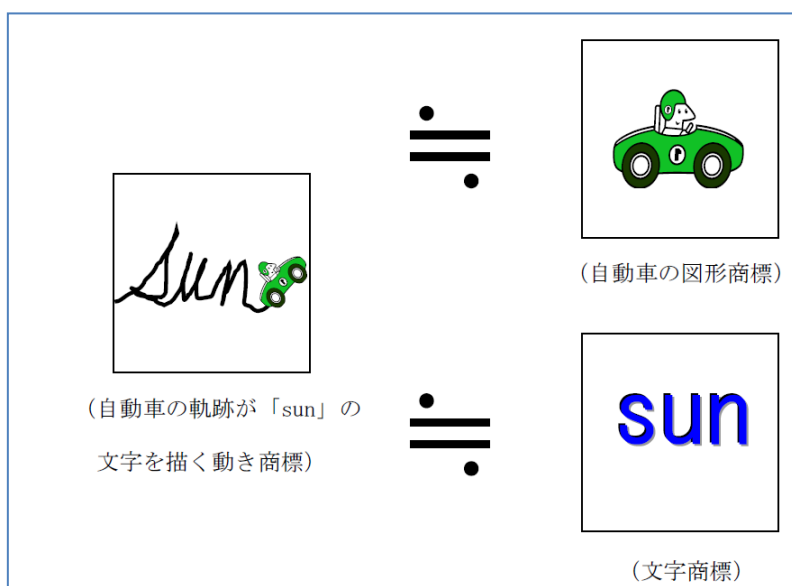 ≒
(自動車の図形商標)
sun
(自動車の軌跡が「sun」の
文字を描く動き商標)
≒
sun
(文字商標)